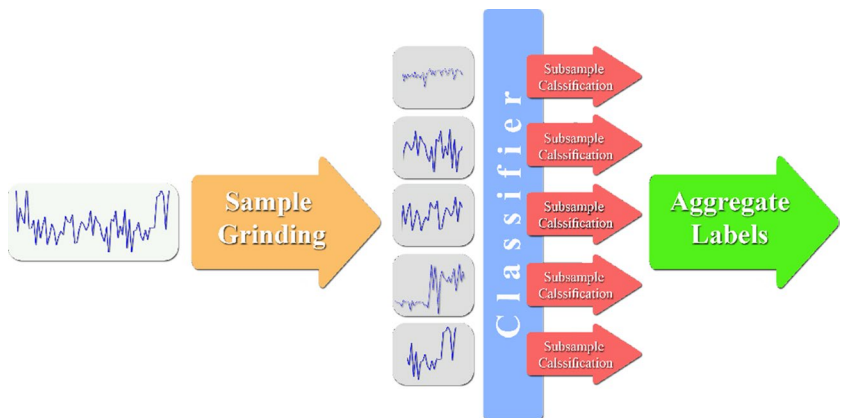 Sample
Grinding
Classifier
Subsample
Calssification
Subsample
Calssification
Subsample
Calssification
Subsample
Calssification
Subsample
Calssification
Aggregate
Labels